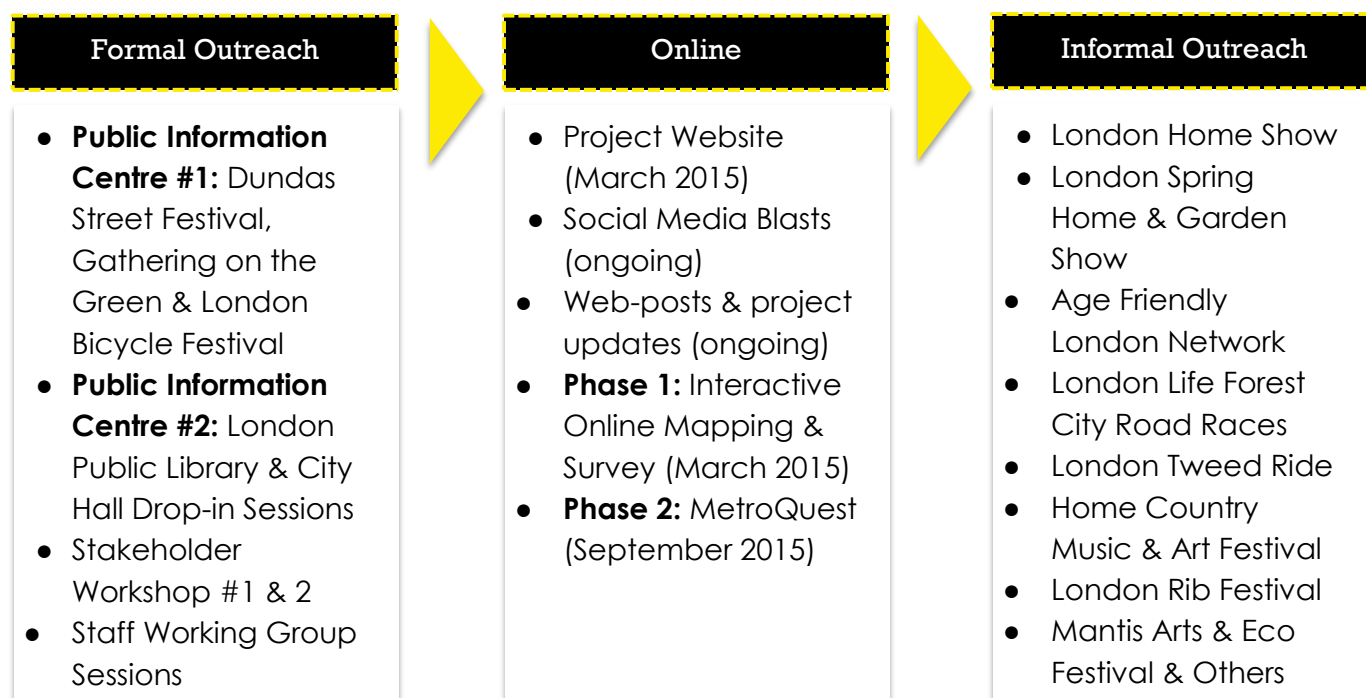 Formal Outreach
● Public Information
Centre #1: Dundas
Street Festival,
Gathering on the
Green & London
Bicycle Festival
● Public Information
Centre #2: London
Public Library & City
Hall Drop-in Sessions
● Stakeholder
Workshop #1 & 2
● Staff Working Group
Sessions
Online
● Project Website
(March 2015)
● Social Media Blasts
(ongoing)
● Web-posts & project
updates (ongoing)
● Phase 1: Interactive
Online Mapping &
Survey (March 2015)
● Phase 2: MetroQuest
(September 2015)
Informal Outreach
● London Home Show
● London Spring
Home & Garden
Show
● Age Friendly
London Network
● London Life Forest
City Road Races
● London Tweed Ride
● Home Country
Music & Art Festival
● London Rib Festival
● Mantis Arts & Eco
Festival & Others